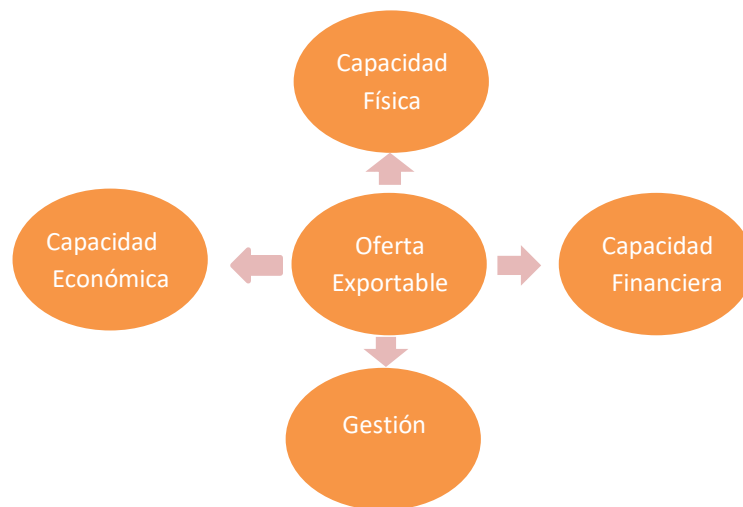 Capacidad
Física
Capacidad
Económica
Oferta
Exportable
Capacidad
Financiera
Gestión